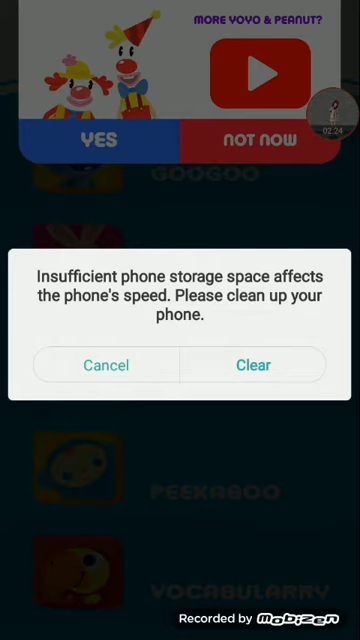 MORE YOYO & PEANUT?
YES
NOT NOW
02:24
GOOGOO
Insufficient phone storage space affects
the phone's speed. Please clean up your
phone.
Cancel
Clear
PEEKABOO
VOCABULARRY
Recorded by MOBIZEN